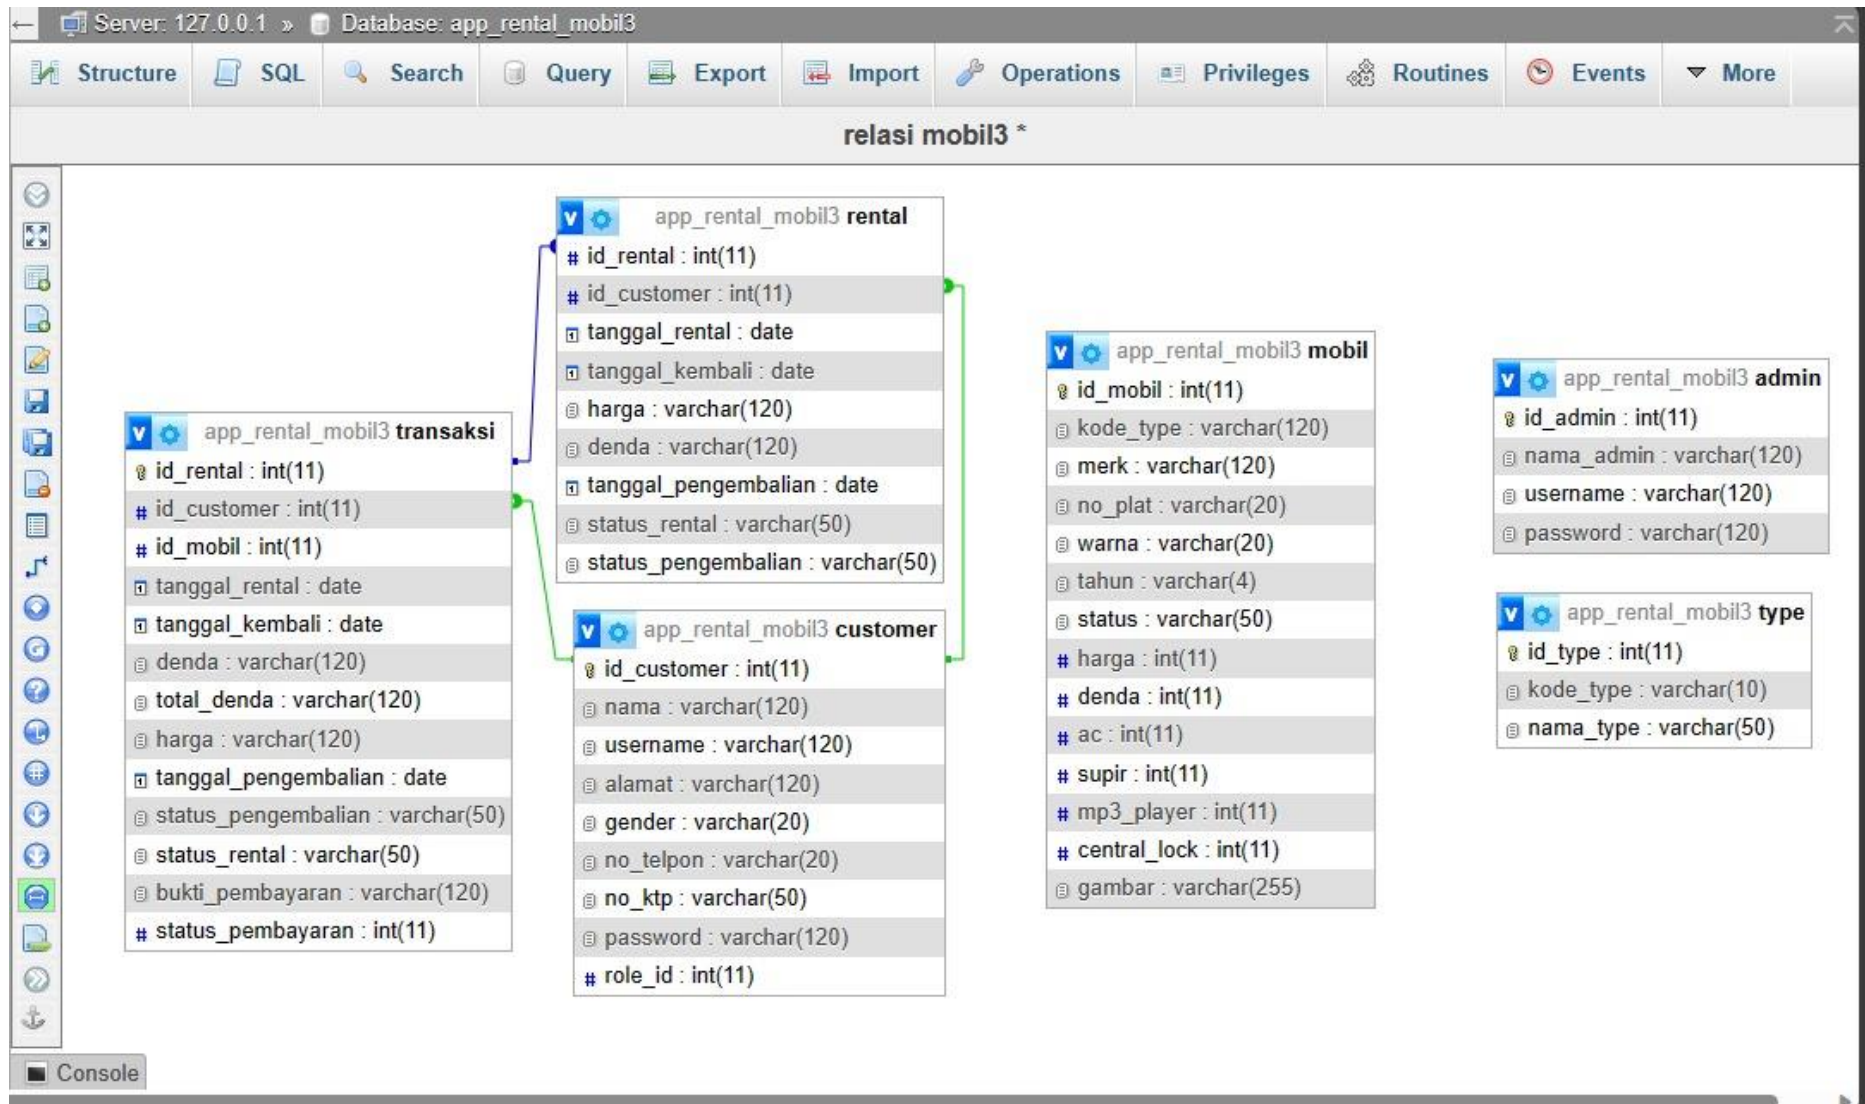 Server: 127.0.0.1 » Database: app_rental_mobil3
Structure SQL Search Query Export Import Operations Privileges Routines Events More
relasi mobil3 *
v app_rental_mobil3 rental
# id_rental : int(11)
# id_customer : int(11)
tanggal_rental : date
tanggal_kembali : date
harga : varchar(120)
denda : varchar(120)
tanggal_pengembalian : date
status_rental : varchar(50)
status_pengembalian : varchar(50)
v app_rental_mobil3 mobil
id_mobil : int(11)
kode_type : varchar(120)
merk : varchar(120)
no_plat : varchar(20)
warna : varchar(20)
tahun : varchar(4)
status : varchar(50)
# harga : int(11)
# denda : int(11)
# ac : int(11)
# supir : int(11)
# mp3_player : int(11)
# central_lock : int(11)
gambar : varchar(255)
v app_rental_mobil3 admin
id_admin : int(11)
nama_admin : varchar(120)
username : varchar(120)
password : varchar(120)
v app_rental_mobil3 transaksi
id_rental : int(11)
# id_customer : int(11)
# id_mobil : int(11)
tanggal_rental : date
tanggal_kembali : date
denda : varchar(120)
total_denda : varchar(120)
harga : varchar(120)
tanggal_pengembalian : date
status_pengembalian : varchar(50)
status_rental : varchar(50)
bukti_pembayaran : varchar(120)
# status_pembayaran : int(11)
v app_rental_mobil3 customer
id_customer : int(11)
nama : varchar(120)
username : varchar(120)
alamat : varchar(120)
gender : varchar(20)
no_telpon : varchar(20)
no_ktp : varchar(50)
password : varchar(120)
# role_id : int(11)
v app_rental_mobil3 type
id_type : int(11)
kode_type : varchar(10)
nama_type : varchar(50)
Console